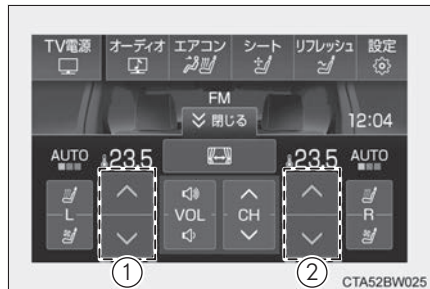 TV電源 オーディオ エアコン シート リフレッシュ 設定
FM
閉じる 12:04
AUTO 23.5 23.5 AUTO
L VOL CH R
1 2
CTA52BW025